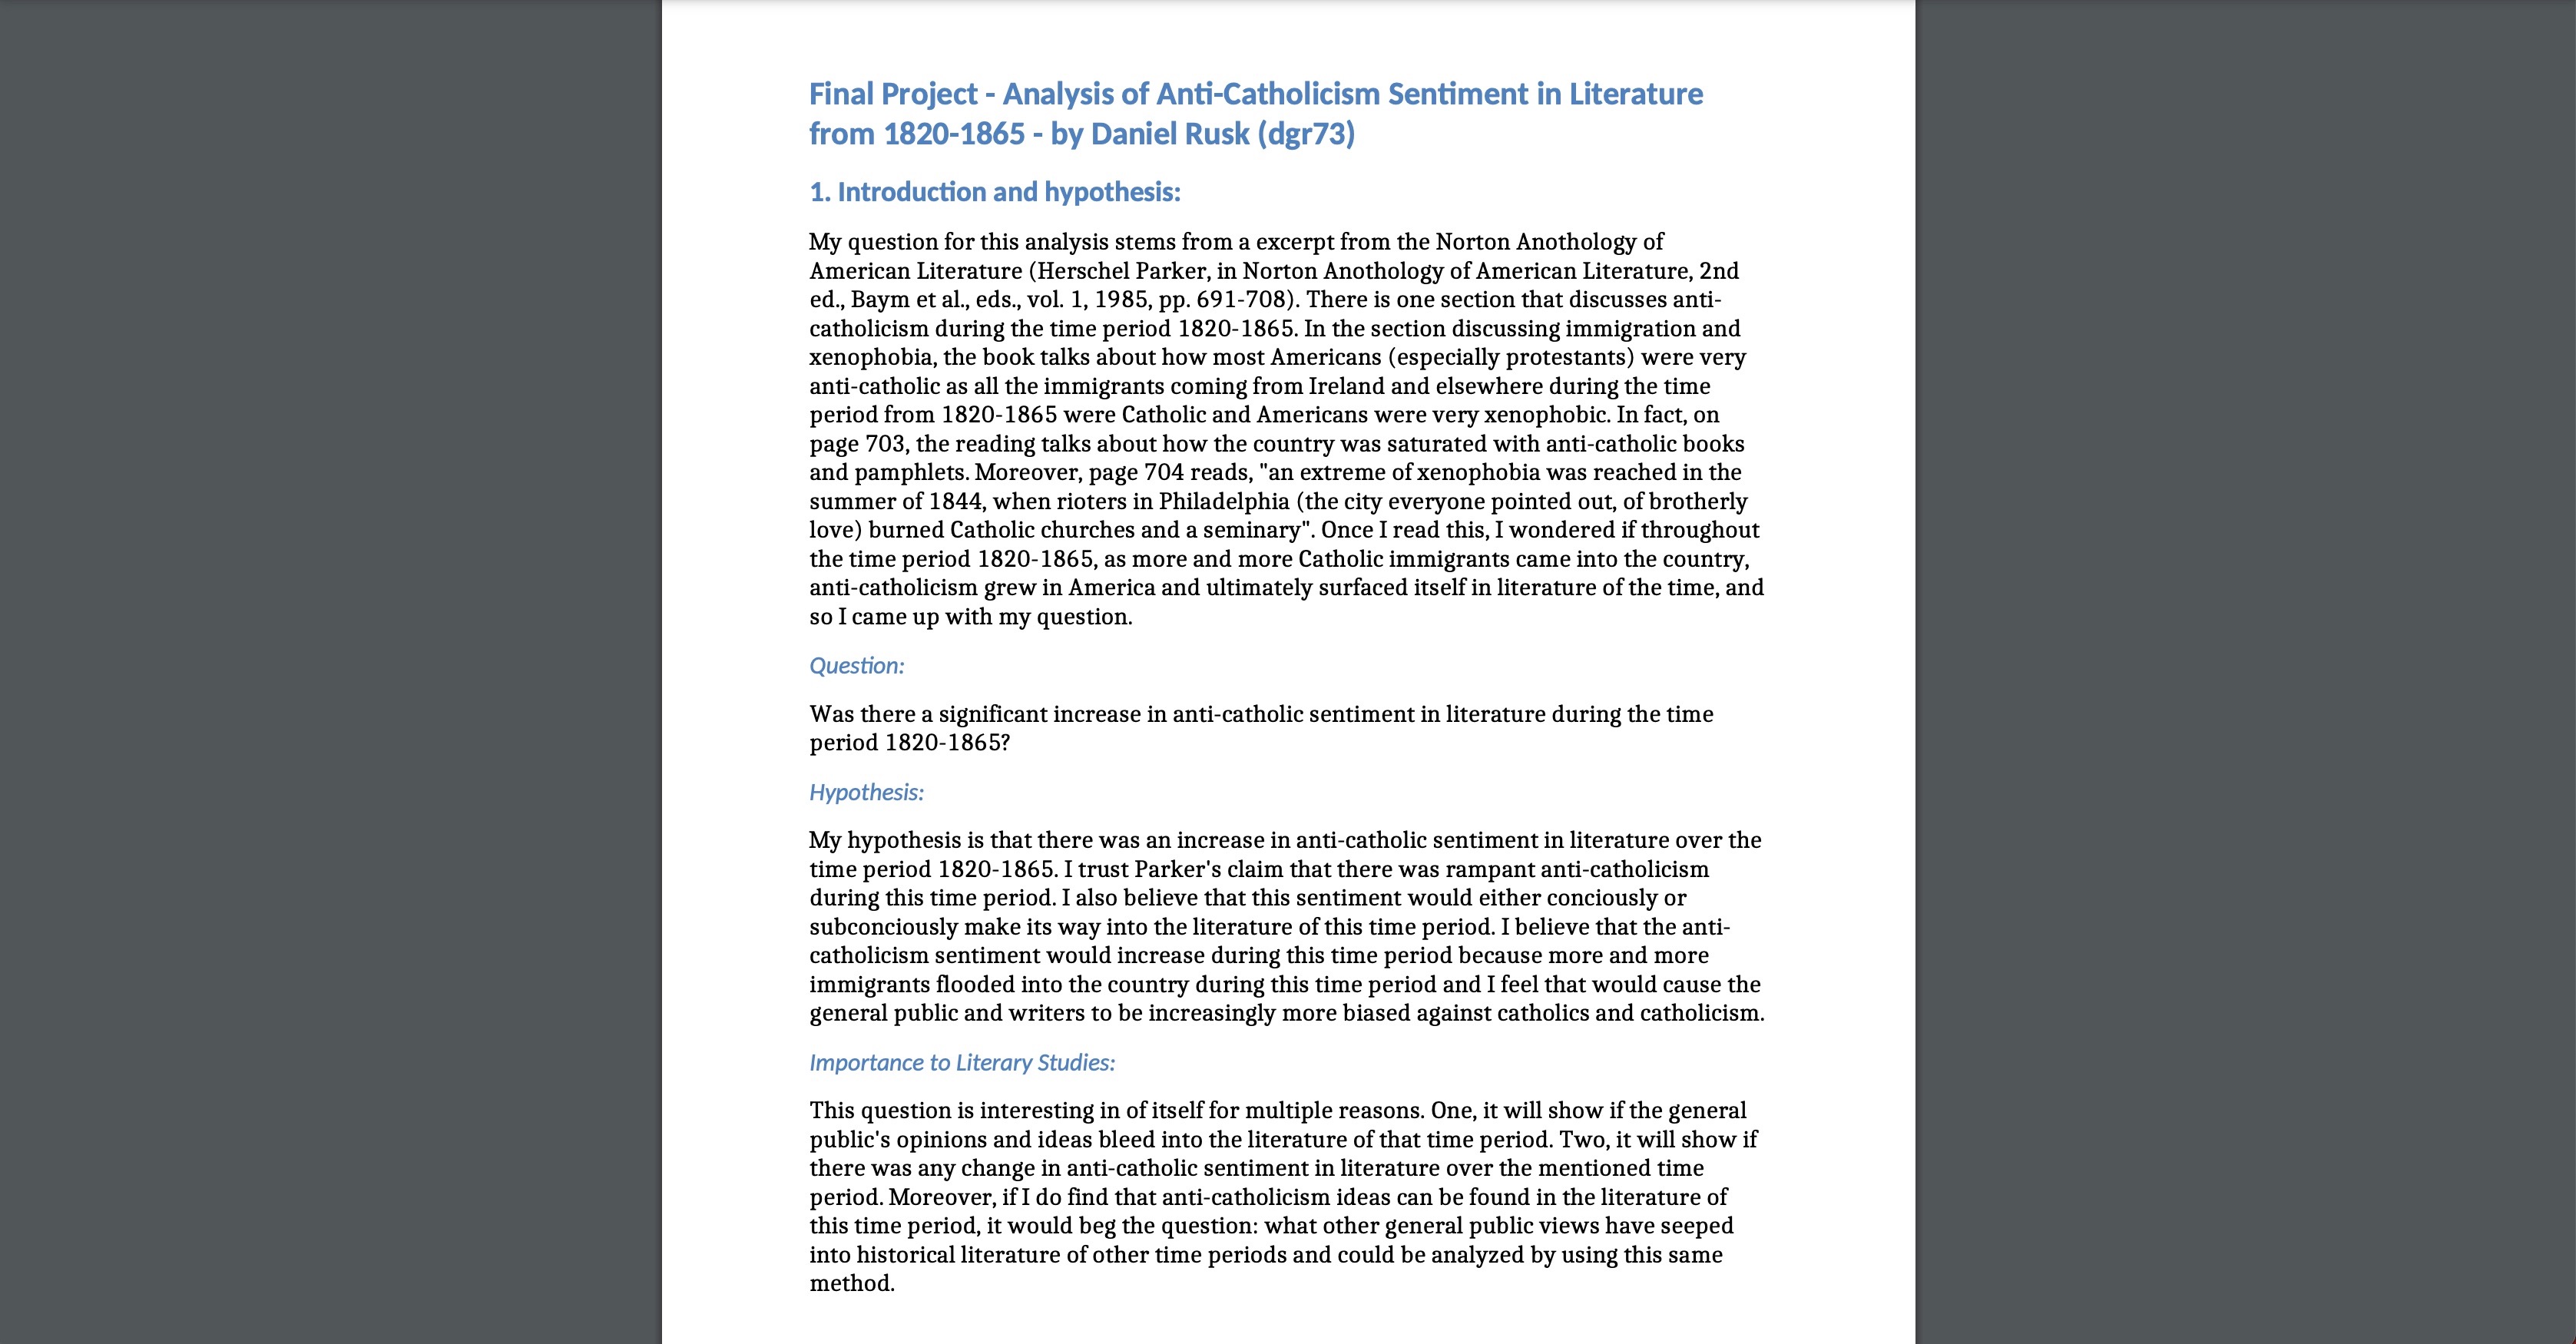 Final Project - Analysis of Anti-Catholicism Sentiment in Literature
from 1820-1865 - by Daniel Rusk (dgr73)
1. Introduction and hypothesis:
My question for this analysis stems from a excerpt from the Norton Anothology of
American Literature (Herschel Parker, in Norton Anothology of American Literature, 2nd
ed., Baym et al., eds., vol. 1, 1985, pp. 691-708). There is one section that discusses anti-
catholicism during the time period 1820-1865. In the section discussing immigration and
xenophobia, the book talks about how most Americans (especially protestants) were very
anti-catholic as all the immigrants coming from Ireland and elsewhere during the time
period from 1820-1865 were Catholic and Americans were very xenophobic. In fact, on
page 703, the reading talks about how the country was saturated with anti-catholic books
and pamphlets. Moreover, page 704 reads, "an extreme of xenophobia was reached in the
summer of 1844, when rioters in Philadelphia (the city everyone pointed out, of brotherly
love) burned Catholic churches and a seminary". Once I read this, I wondered if throughout
the time period 1820-1865, as more and more Catholic immigrants came into the country,
anti-catholicism grew in America and ultimately surfaced itself in literature of the time, and
so I came up with my question.
Question:
Was there a significant increase in anti-catholic sentiment in literature during the time
period 1820-1865?
Hypothesis:
My hypothesis is that there was an increase in anti-catholic sentiment in literature over the
time period 1820-1865. I trust Parker's claim that there was rampant anti-catholicism
during this time period. I also believe that this sentiment would either conciously or
subconciously make its way into the literature of this time period. I believe that the anti-
catholicism sentiment would increase during this time period because more and more
immigrants flooded into the country during this time period and I feel that would cause the
general public and writers to be increasingly more biased against catholics and catholicism.
Importance to Literary Studies:
This question is interesting in of itself for multiple reasons. One, it will show if the general
public's opinions and ideas bleed into the literature of that time period. Two, it will show if
there was any change in anti-catholic sentiment in literature over the mentioned time
period. Moreover, if I do find that anti-catholicism ideas can be found in the literature of
this time period, it would beg the question: what other general public views have seeped
into historical literature of other time periods and could be analyzed by using this same
method.